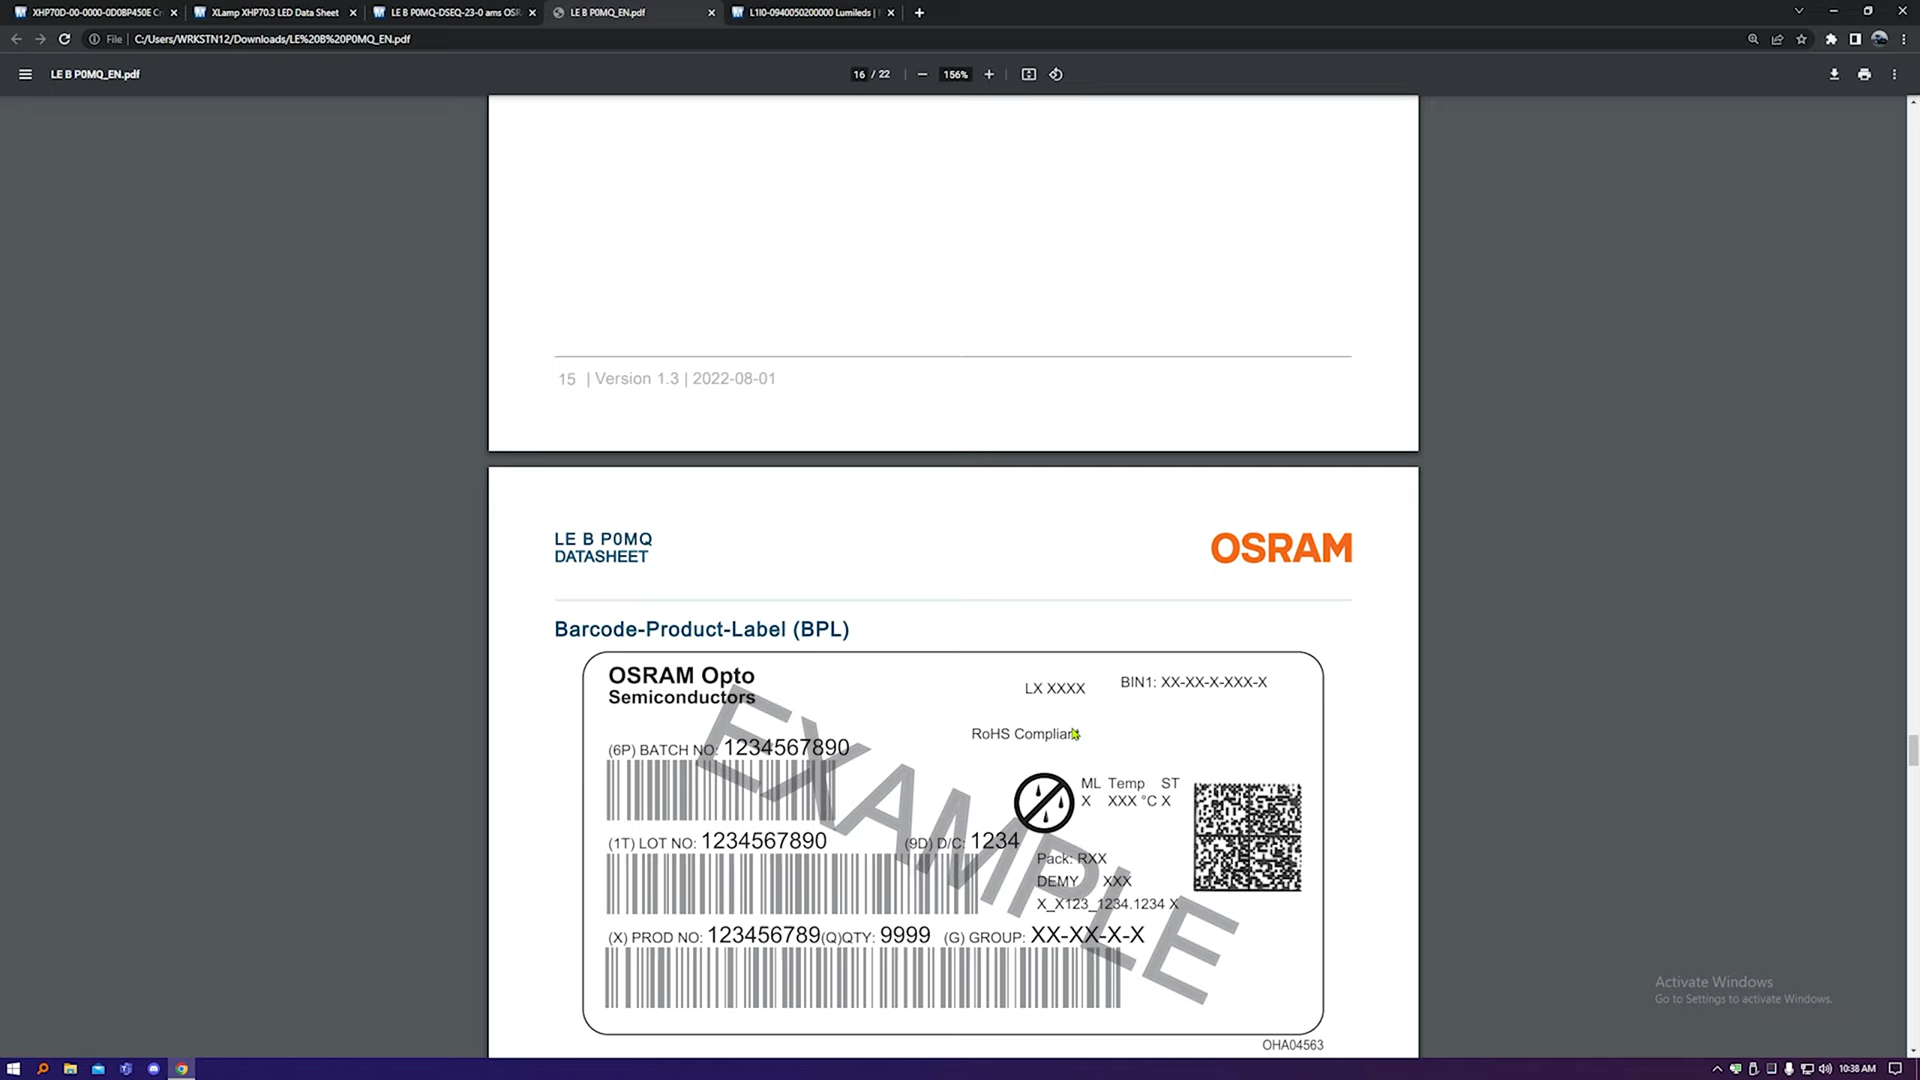 XHP70D-00-0000-0D0BP450E Cr
XLamp XHP70.3 LED Data Sheet
LE B P0MQ-DSEQ-23-0 ams OSR
LE B P0MQ_EN.pdf
L1I0-0940050200000 Lumileds |
File
C:/Users/WRKSTN12/Downloads/LE%20B%20P0MQ_EN.pdf
LE B P0MQ_EN.pdf
16 / 22
156%
15 | Version 1.3 | 2022-08-01
LE B P0MQ
DATASHEET
OSRAM
Barcode-Product-Label (BPL)
OSRAM Opto
Semiconductors
LX XXXX
BIN1: XX-XX-X-XXX-X
RoHS Compliant
(6P) BATCH NO: 1234567890
ML Temp ST
X XXX °C X
(1T) LOT NO: 1234567890
(9D) D/C: 1234
Pack: RXX
DEMY XXX
X_X123_1234.1234 X
(X) PROD NO: 123456789(Q)QTY: 9999 (G) GROUP: XX-XX-X-X
EXAMPLE
OHA04563
Activate Windows
Go to Settings to activate Windows.
10:38 AM